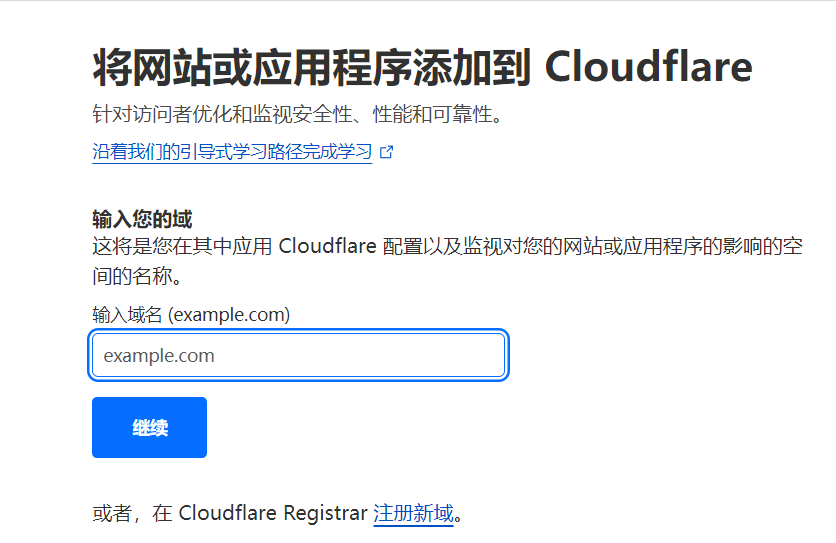 将网站或应用程序添加到 Cloudflare
针对访问者优化和监视安全性、性能和可靠性。
沿着我们的引导式学习路径完成学习
输入您的域
这将是您在其中应用 Cloudflare 配置以及监视对您的网站或应用程序的影响的空
间的名称。
输入域名 (example.com)
example.com
继续
或者，在 Cloudflare Registrar 注册新域。